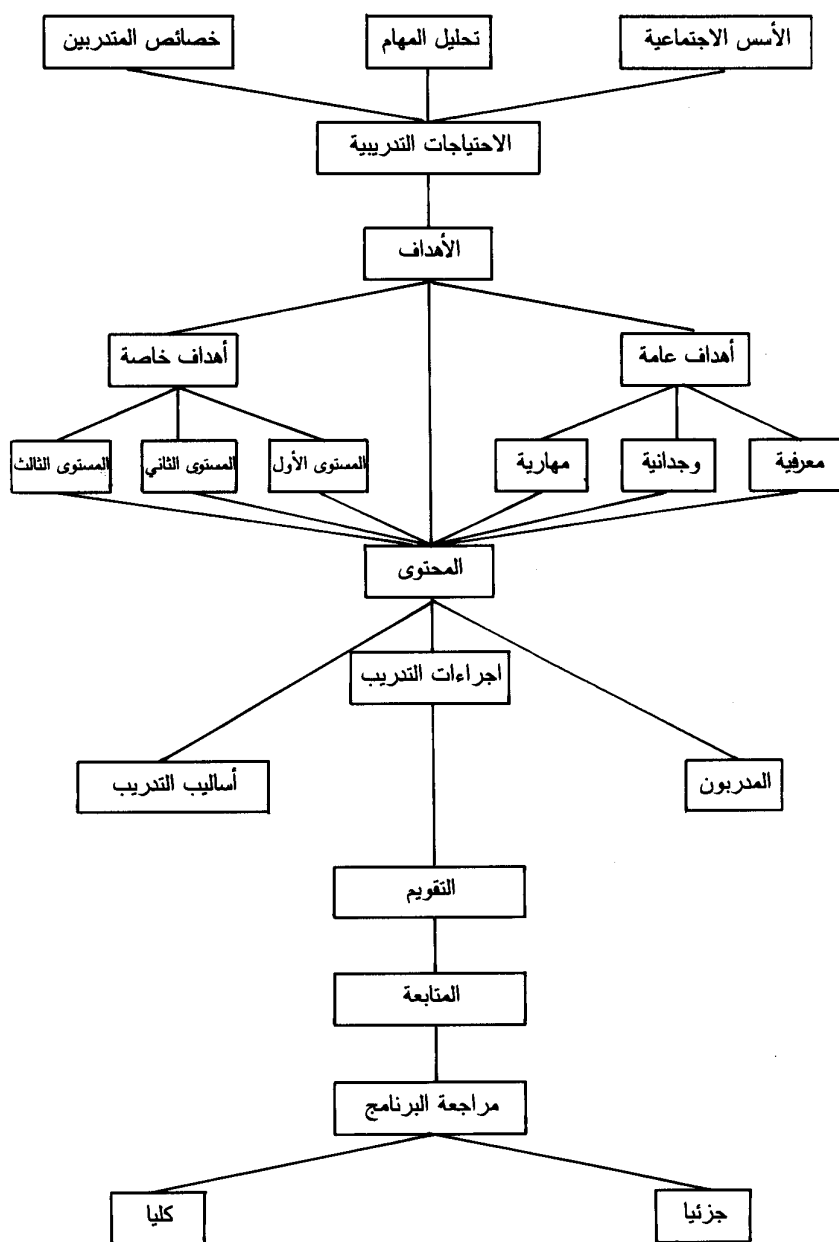 الأسس الاجتماعية
تحليل المهام
خصائص المتدربين
الاحتياجات التدريبية
الأهداف
أهداف عامة
أهداف خاصة
معرفية
وجدانية
مهارية
المستوى الأول
المستوى الثاني
المستوى الثالث
المحتوى
اجراءات التدريب
المدربون
أساليب التدريب
التقويم
المتابعة
مراجعة البرنامج
جزئيا
كليا